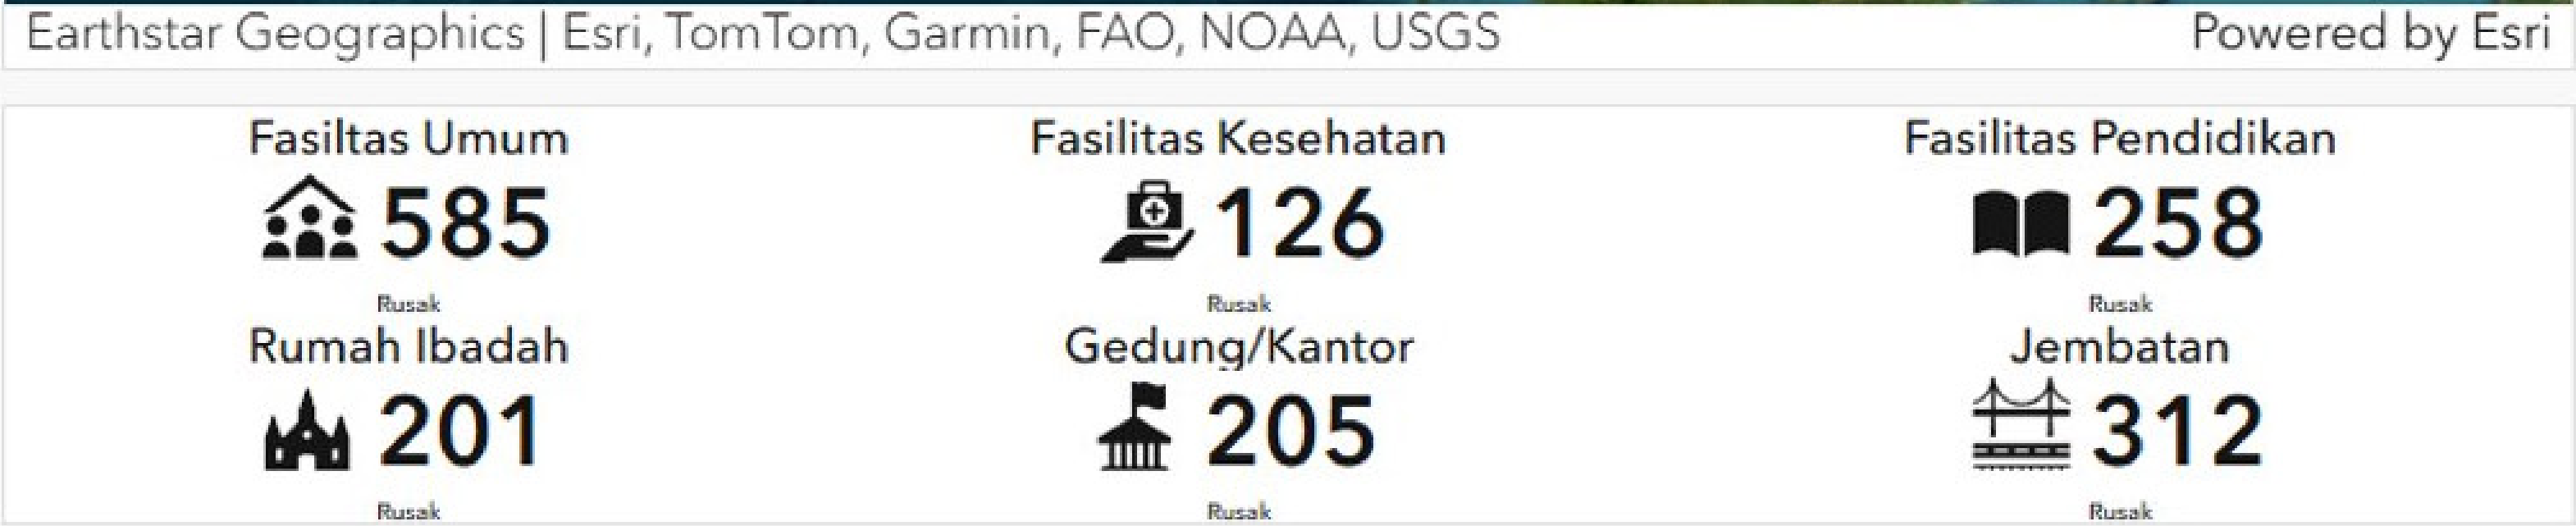 Earthstar Geographics | Esri, TomTom, Garmin, FAO, NOAA, USGS Powered by Esri
Fasiltas Umum Fasilitas Kesehatan Fasilitas Pendidikan
585 126 258
Rusak Rusak Rusak
Rumah Ibadah Gedung/Kantor Jembatan
201 205 312
Rusak Rusak Rusak